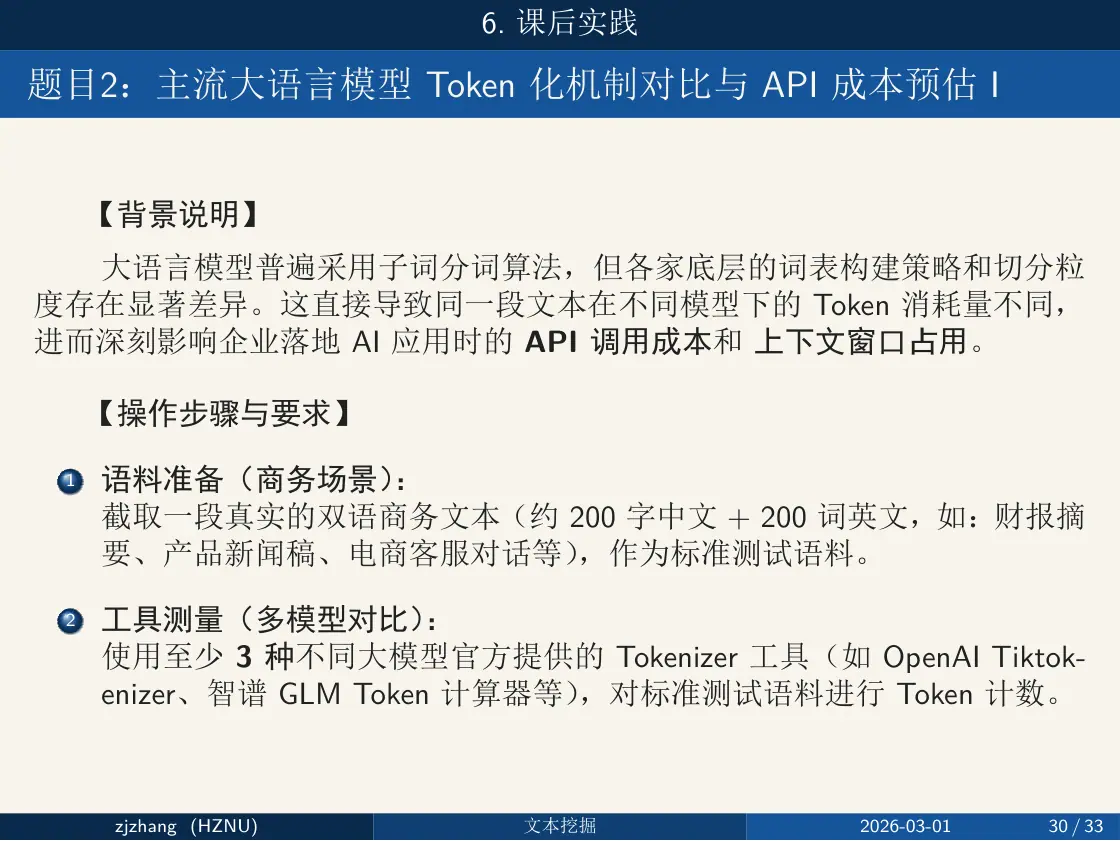 6. 课后实践
题目2：主流大语言模型 Token 化机制对比与 API 成本预估 I
【背景说明】
大语言模型普遍采用子词分词算法，但各家底层的词表构建策略和切分粒
度存在显著差异。这直接导致同一段文本在不同模型下的 Token 消耗量不同，
进而深刻影响企业落地 AI 应用时的 API 调用成本和 上下文窗口占用。
【操作步骤与要求】
1 语料准备（商务场景）：
截取一段真实的双语商务文本（约 200 字中文 + 200 词英文，如：财报摘
要、产品新闻稿、电商客服对话等），作为标准测试语料。
2 工具测量（多模型对比）：
使用至少 3 种不同大模型官方提供的 Tokenizer 工具（如 OpenAI Tiktok-
enizer、智谱 GLM Token 计算器等），对标准测试语料进行 Token 计数。
zjzhang (HZNU) 文本挖掘 2026-03-01 30 / 33